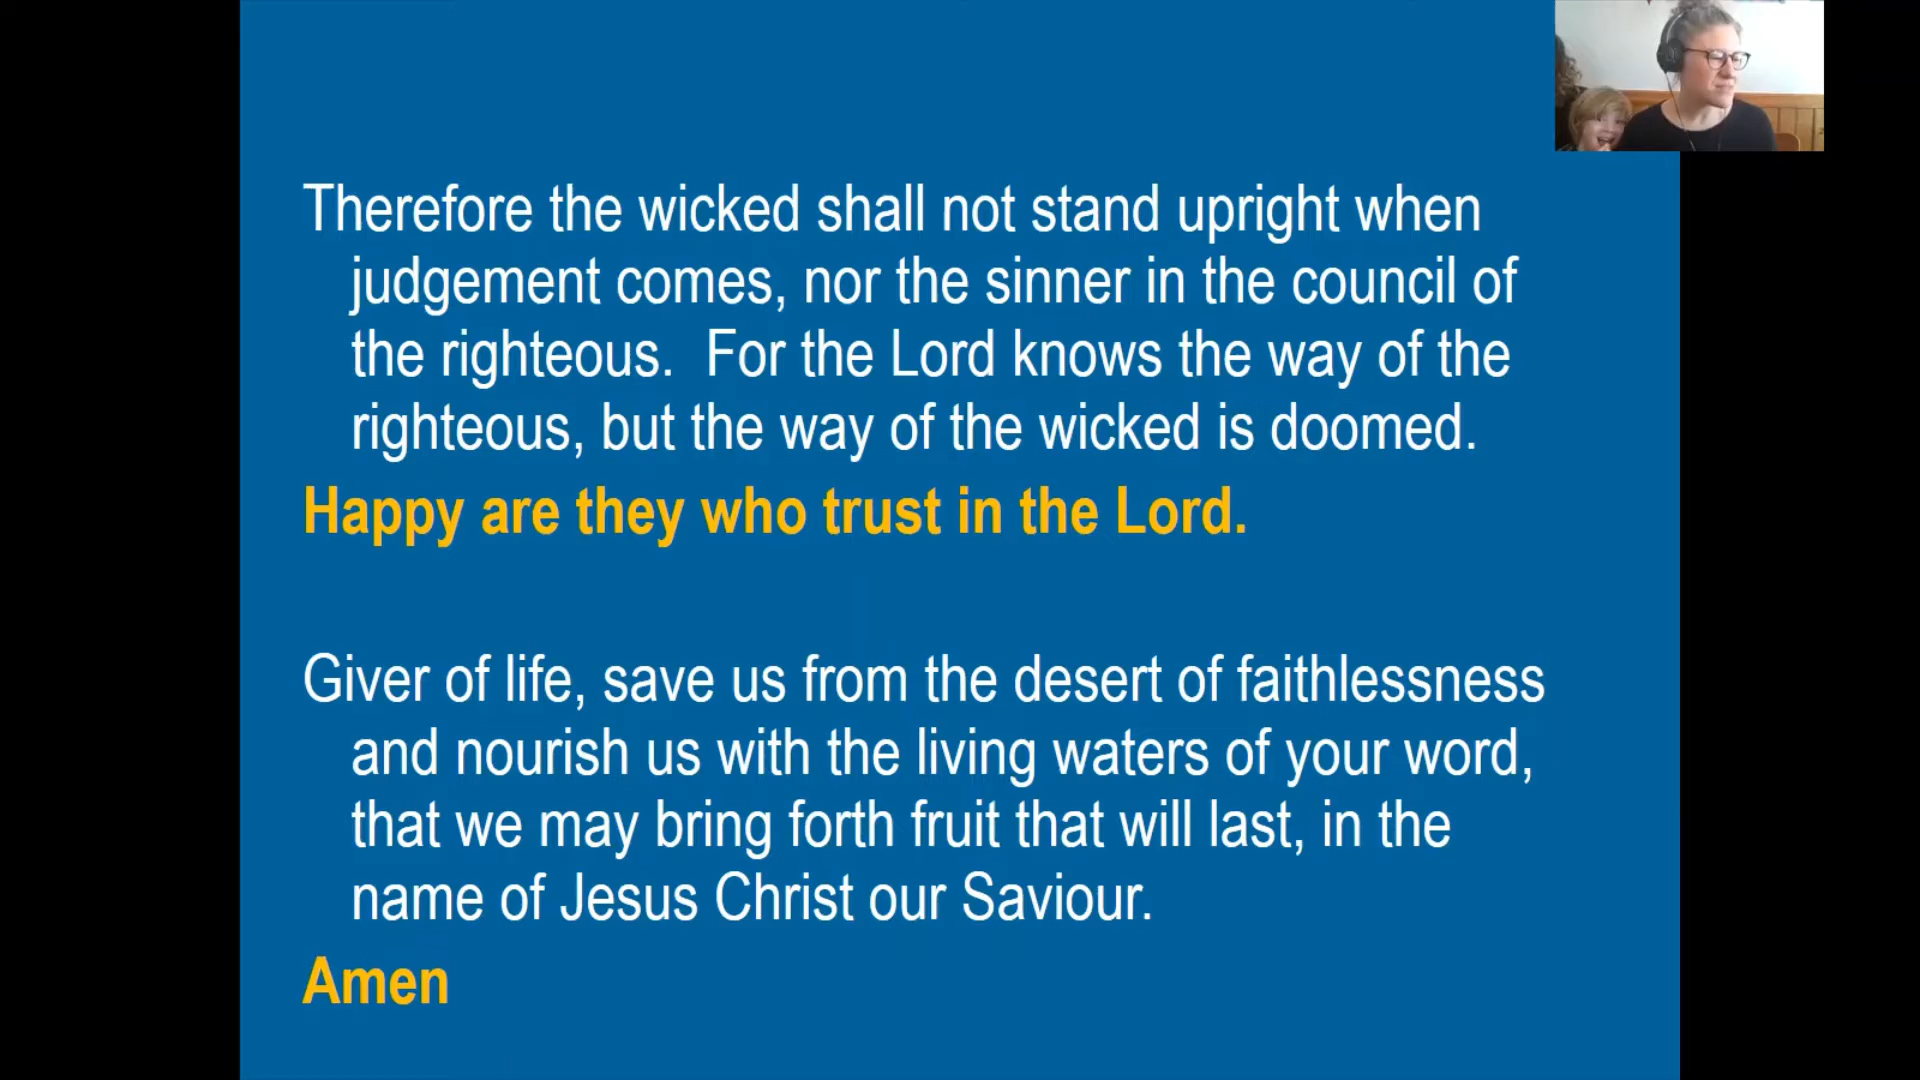 Therefore the wicked shall not stand upright when
judgement comes, nor the sinner in the council of
the righteous.  For the Lord knows the way of the
righteous, but the way of the wicked is doomed.
Happy are they who trust in the Lord.
Giver of life, save us from the desert of faithlessness
and nourish us with the living waters of your word,
that we may bring forth fruit that will last, in the
name of Jesus Christ our Saviour.
Amen